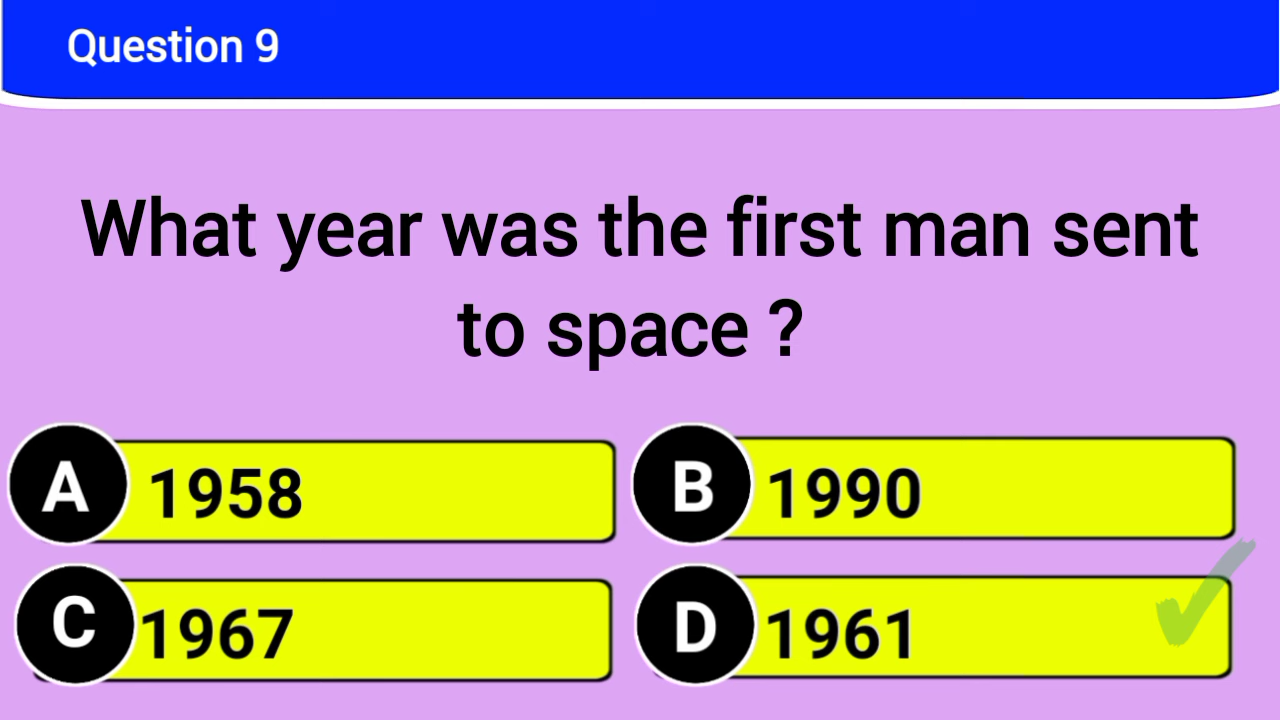 Question 9
What year was the first man sent
to space ?
A 1958
B 1990
C 1967
D 1961